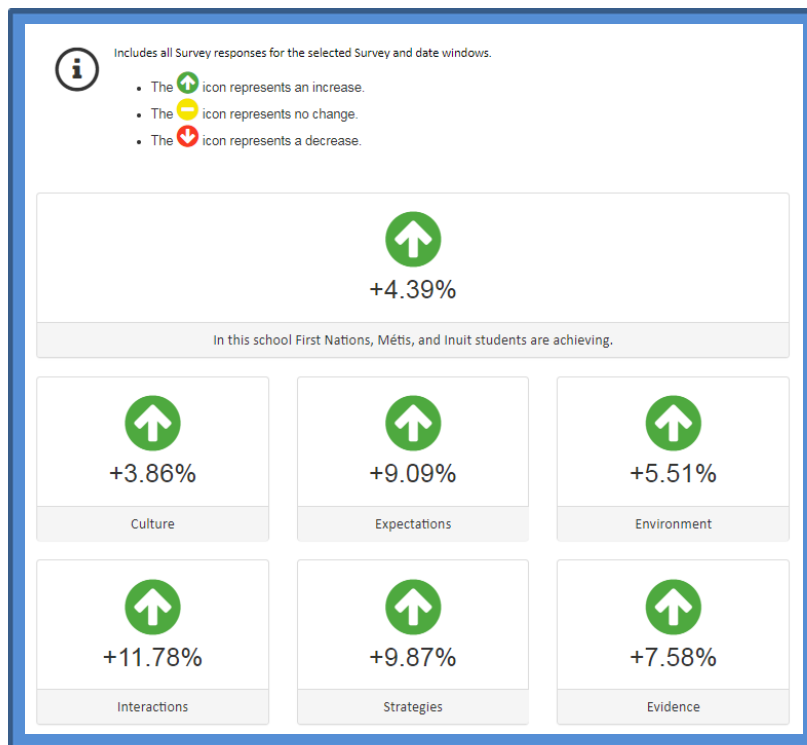 Includes all Survey responses for the selected Survey and date windows.
• The icon represents an increase.
• The icon represents no change.
• The icon represents a decrease.
+4.39%
In this school First Nations, Métis, and Inuit students are achieving.
+3.86%
Culture
+9.09%
Expectations
+5.51%
Environment
+11.78%
Interactions
+9.87%
Strategies
+7.58%
Evidence